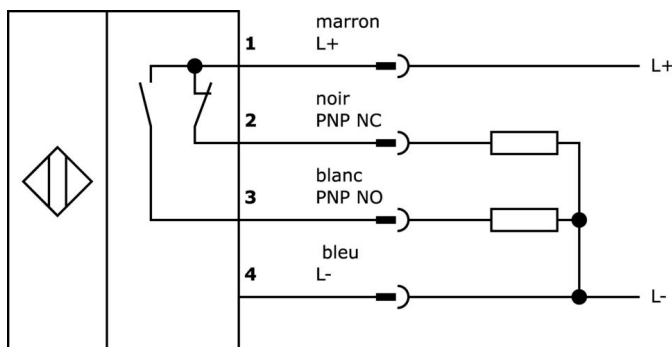 marron
1 L+ L+
noir
2 PNP NC
blanc
3 PNP NO
bleu
4 L- L-